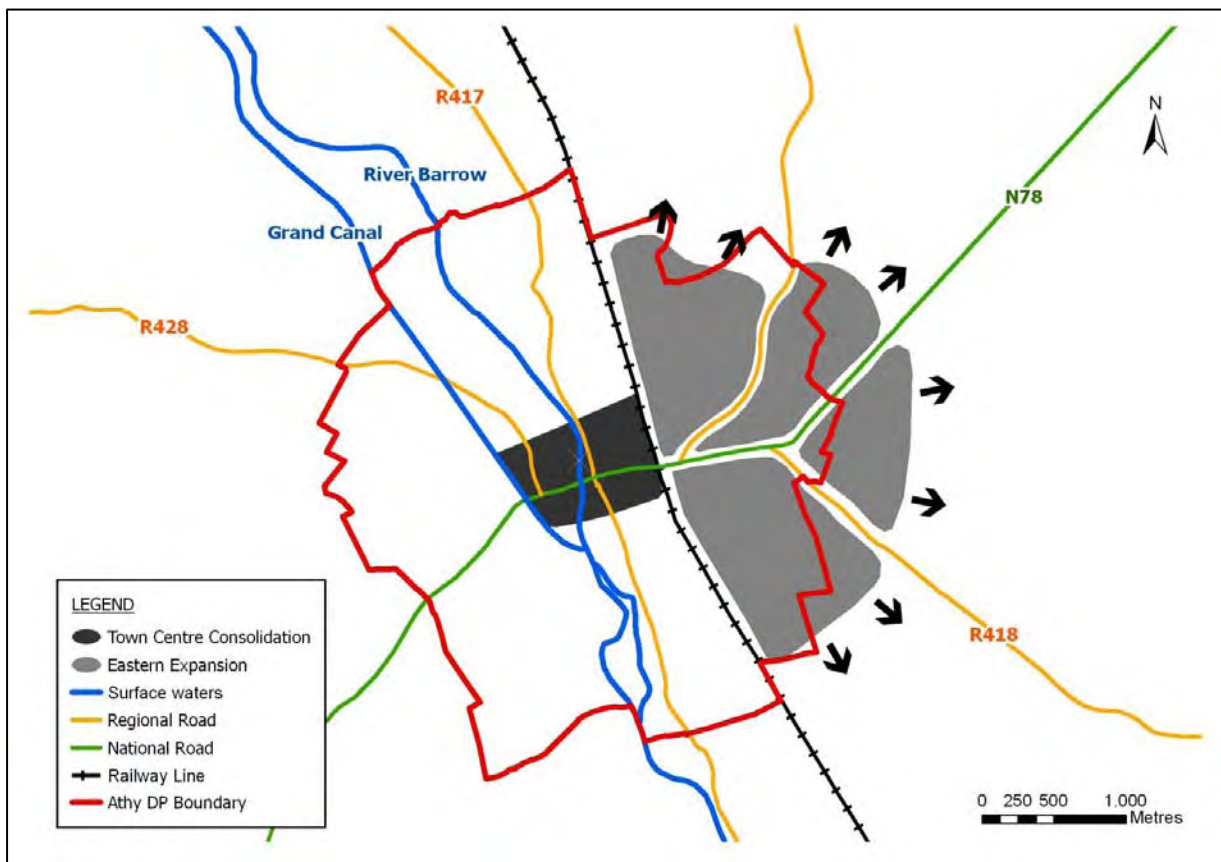 R417
N
River Barrow
N78
Grand Canal
R428
R418
LEGEND
Town Centre Consolidation
Eastern Expansion
Surface waters
Regional Road
National Road
Railway Line
Athy DP Boundary
0 250 500 1,000
Metres